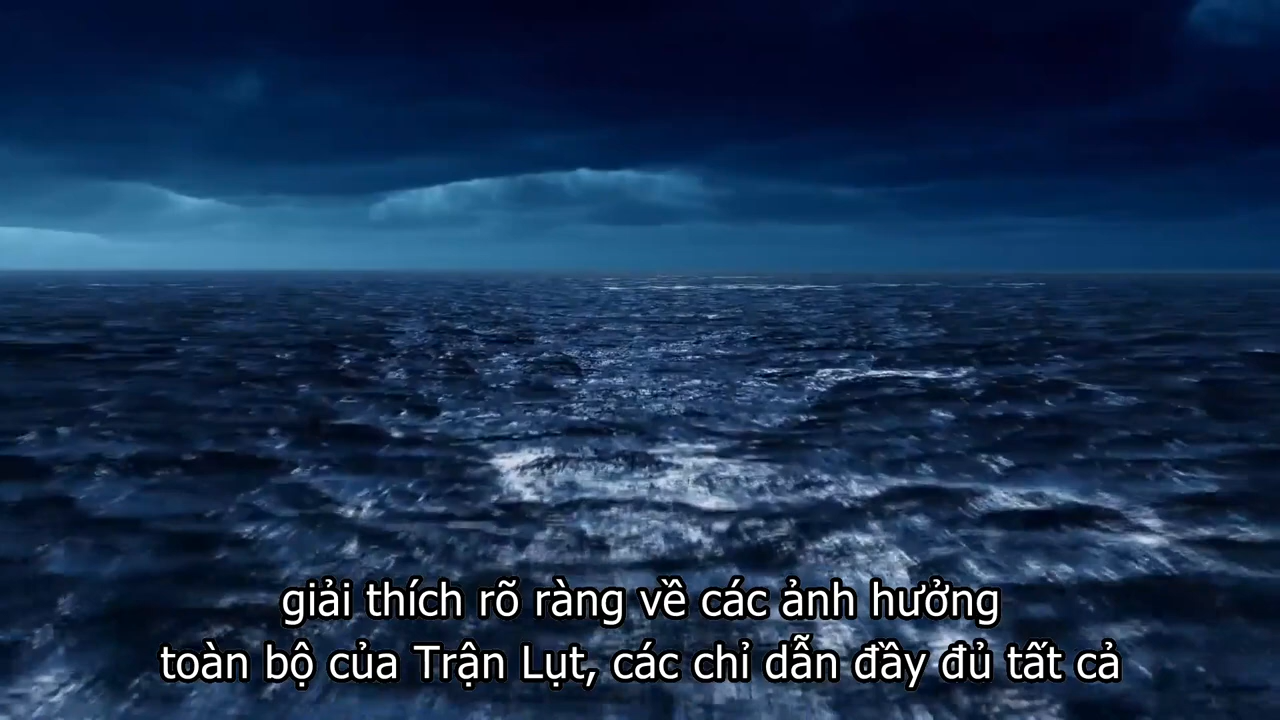 giải thích rõ ràng về các ảnh hưởng
toàn bộ của Trận Lụt, các chỉ dẫn đầy đủ tất cả